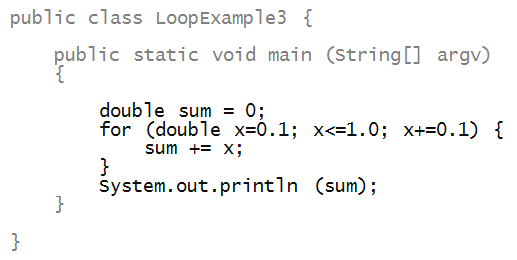 public class LoopExample3 {
public static void main (String[] argv)
{
double sum = 0;
for (double x=0.1; x<=1.0; x+=0.1) {
sum += x;
}
System.out.println (sum);
}
}